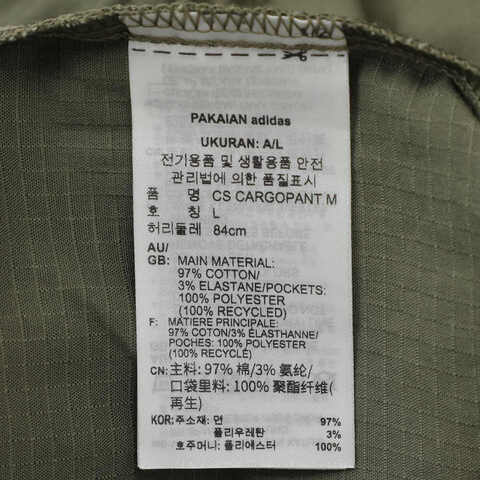 PAKAIAN adidas
UKURAN: A/L
전기용품 및 생활용품 안전
관리법에 의한 품질표시
품 명 CS CARGOPANT M
호 칭 L
허리둘레 84cm
AU/
GB: MAIN MATERIAL:
97% COTTON/
3% ELASTANE/POCKETS:
100% POLYESTER
(100% RECYCLED)
F: MATIERE PRINCIPALE:
97% COTON/3% ÉLASTHANNE/
POCHES: 100% POLYESTER
(100% RECYCLÉ)
CN: 主料: 97% 棉/3% 氨纶/
口袋里料: 100% 聚酯纤维(
再生)
KOR: 주소재: 면 97%
폴리우레탄 3%
호주머니: 폴리에스터 100%